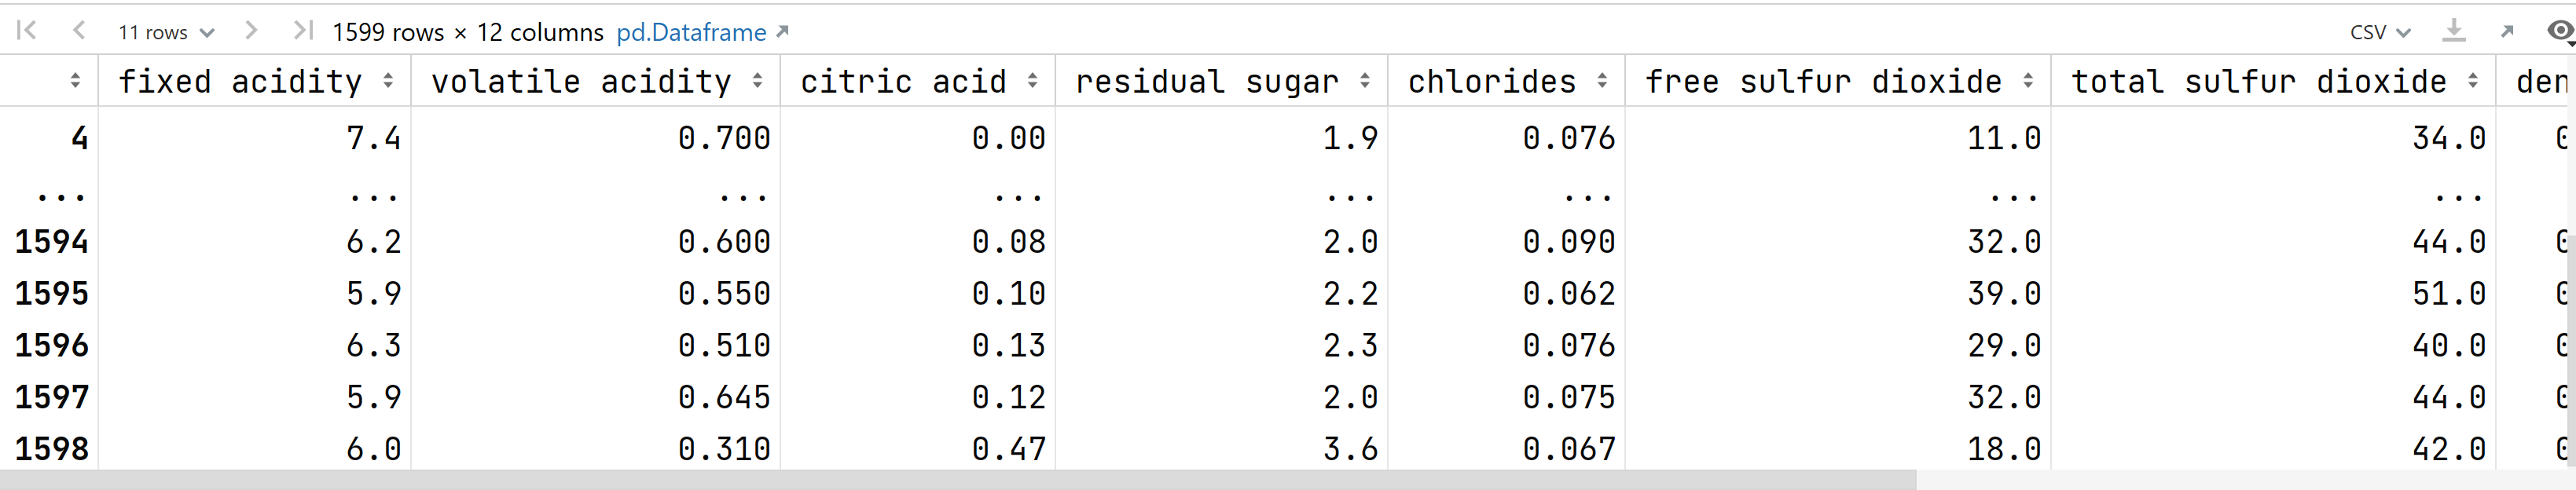 11 rows 1599 rows × 12 columns pd.Dataframe CSV
fixed acidity volatile acidity citric acid residual sugar chlorides free sulfur dioxide total sulfur dioxide den
4 7.4 0.700 0.00 1.9 0.076 11.0 34.0
... ... ... ... ... ... ... ...
1594 6.2 0.600 0.08 2.0 0.090 32.0 44.0
1595 5.9 0.550 0.10 2.2 0.062 39.0 51.0
1596 6.3 0.510 0.13 2.3 0.076 29.0 40.0
1597 5.9 0.645 0.12 2.0 0.075 32.0 44.0
1598 6.0 0.310 0.47 3.6 0.067 18.0 42.0